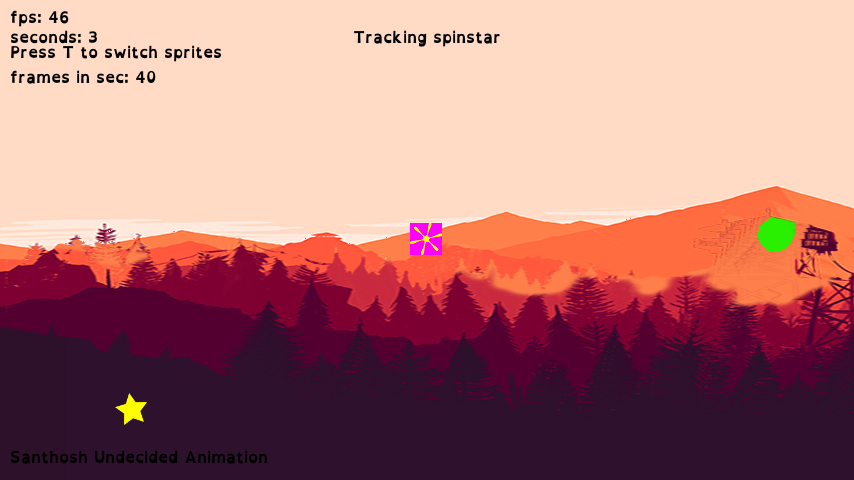 fps: 46
seconds: 3
Tracking spinstar
Press T to switch sprites
frames in sec: 40
Santhosh Undecided Animation